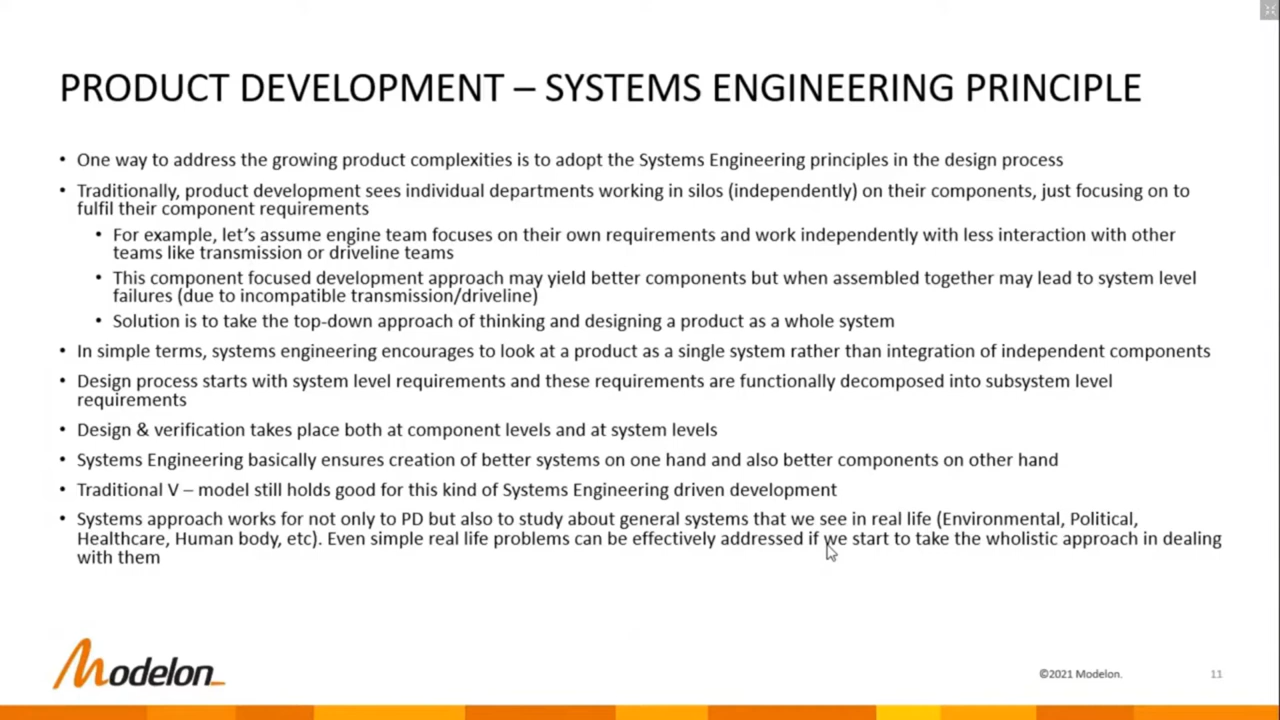 PRODUCT DEVELOPMENT – SYSTEMS ENGINEERING PRINCIPLE
• One way to address the growing product complexities is to adopt the Systems Engineering principles in the design process
• Traditionally, product development sees individual departments working in silos (independently) on their components, just focusing on to
fulfil their component requirements
• For example, let's assume engine team focuses on their own requirements and work independently with less interaction with other
teams like transmission or driveline teams
• This component focused development approach may yield better components but when assembled together may lead to system level
failures (due to incompatible transmission/driveline)
• Solution is to take the top-down approach of thinking and designing a product as a whole system
• In simple terms, systems engineering encourages to look at a product as a single system rather than integration of independent components
• Design process starts with system level requirements and these requirements are functionally decomposed into subsystem level
requirements
• Design & verification takes place both at component levels and at system levels
• Systems Engineering basically ensures creation of better systems on one hand and also better components on other hand
• Traditional V – model still holds good for this kind of Systems Engineering driven development
• Systems approach works for not only to PD but also to study about general systems that we see in real life (Environmental, Political,
Healthcare, Human body, etc). Even simple real life problems can be effectively addressed if we start to take the wholistic approach in dealing
with them
Modelon
©2021 Modelon.
11